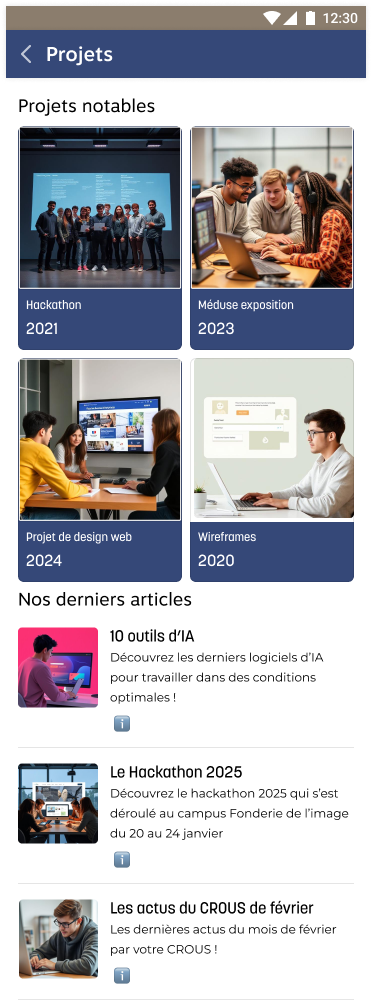 12:30
Projets
Projets notables
Hackathon
2021
Méduse exposition
2023
Projet de design web
2024
Wireframes
2020
Nos derniers articles
10 outils d'IA
Découvrez les derniers logiciels d'IA
pour travailler dans des conditions
optimales !
Le Hackathon 2025
Découvrez le hackathon 2025 qui s'est
déroulé au campus Fonderie de l'image
du 20 au 24 janvier
Les actus du CROUS de février
Les dernières actus du mois de février
par votre CROUS !